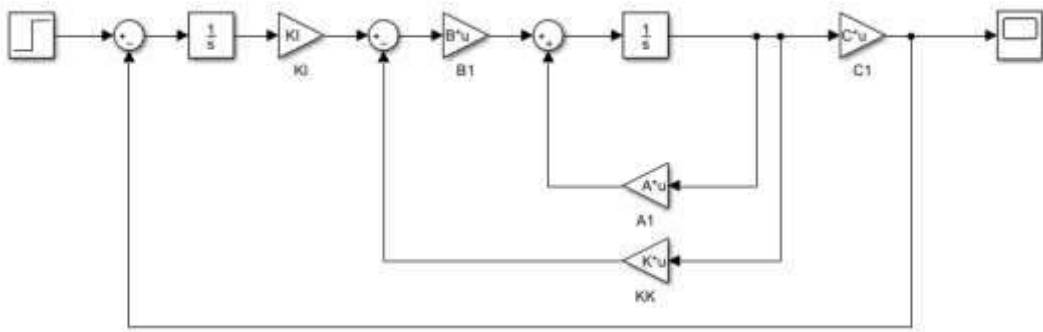 +
−
1
s
KI
KI
+
−
B*u
B1
+
+
1
s
C*u
C1
A*u
A1
K*u
KK